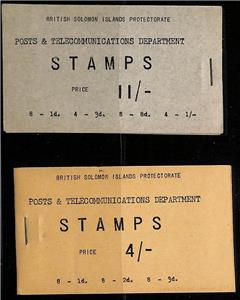 BRITISH SOLOMON ISLANDS PROTECTORATE
POSTS & TELECOMMUNICATIONS DEPARTMENT
STAMPS
PRICE 11/-
8 - 1d. 4 - 3d. 8 - 8d. 4 - 1/-
BRITISH SOLOMON ISLANDS PROTECTORATE
POSTS & TELECOMMUNICATIONS DEPARTMENT
STAMPS
PRICE 4/-
8 - 1d. 8 - 2d. 8 - 3d.